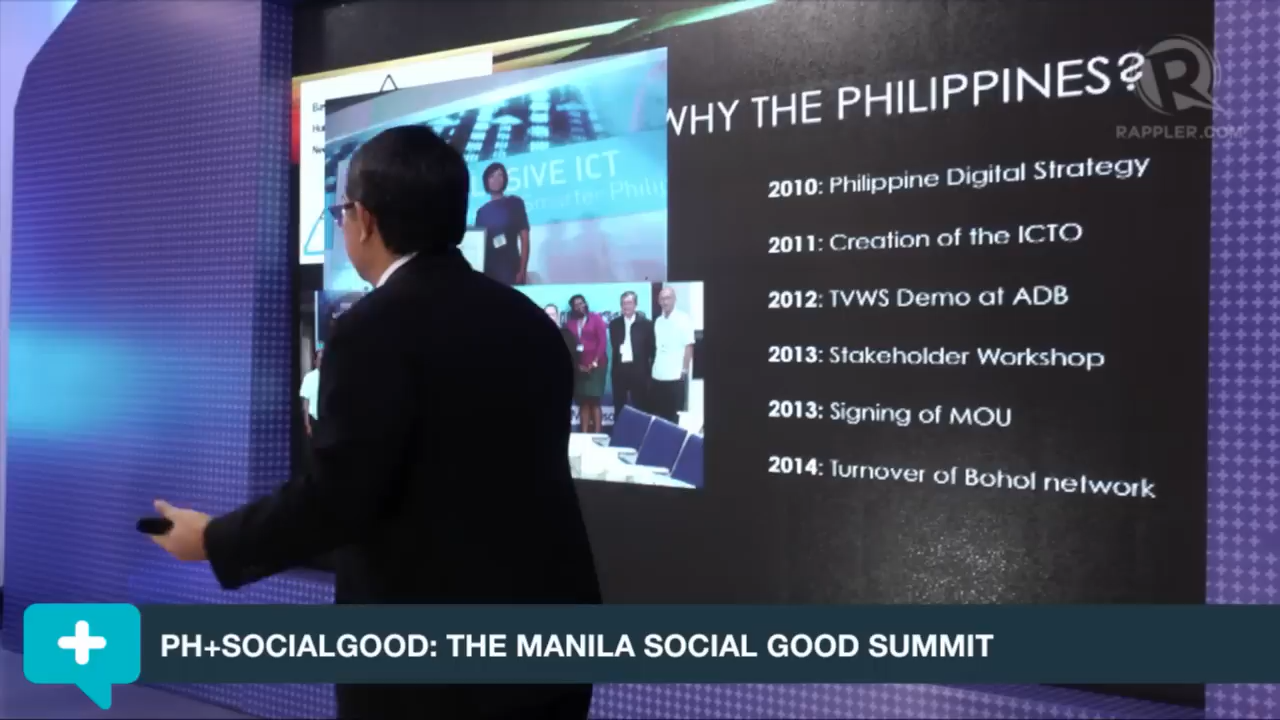 WHY THE PHILIPPINES?
RAPPLER.COM
SIVE ICT
2010: Philippine Digital Strategy
2011: Creation of the ICTO
2012: TVWS Demo at ADB
2013: Stakeholder Workshop
2013: Signing of MOU
2014: Turnover of Bohol network
PH+SOCIALGOOD: THE MANILA SOCIAL GOOD SUMMIT